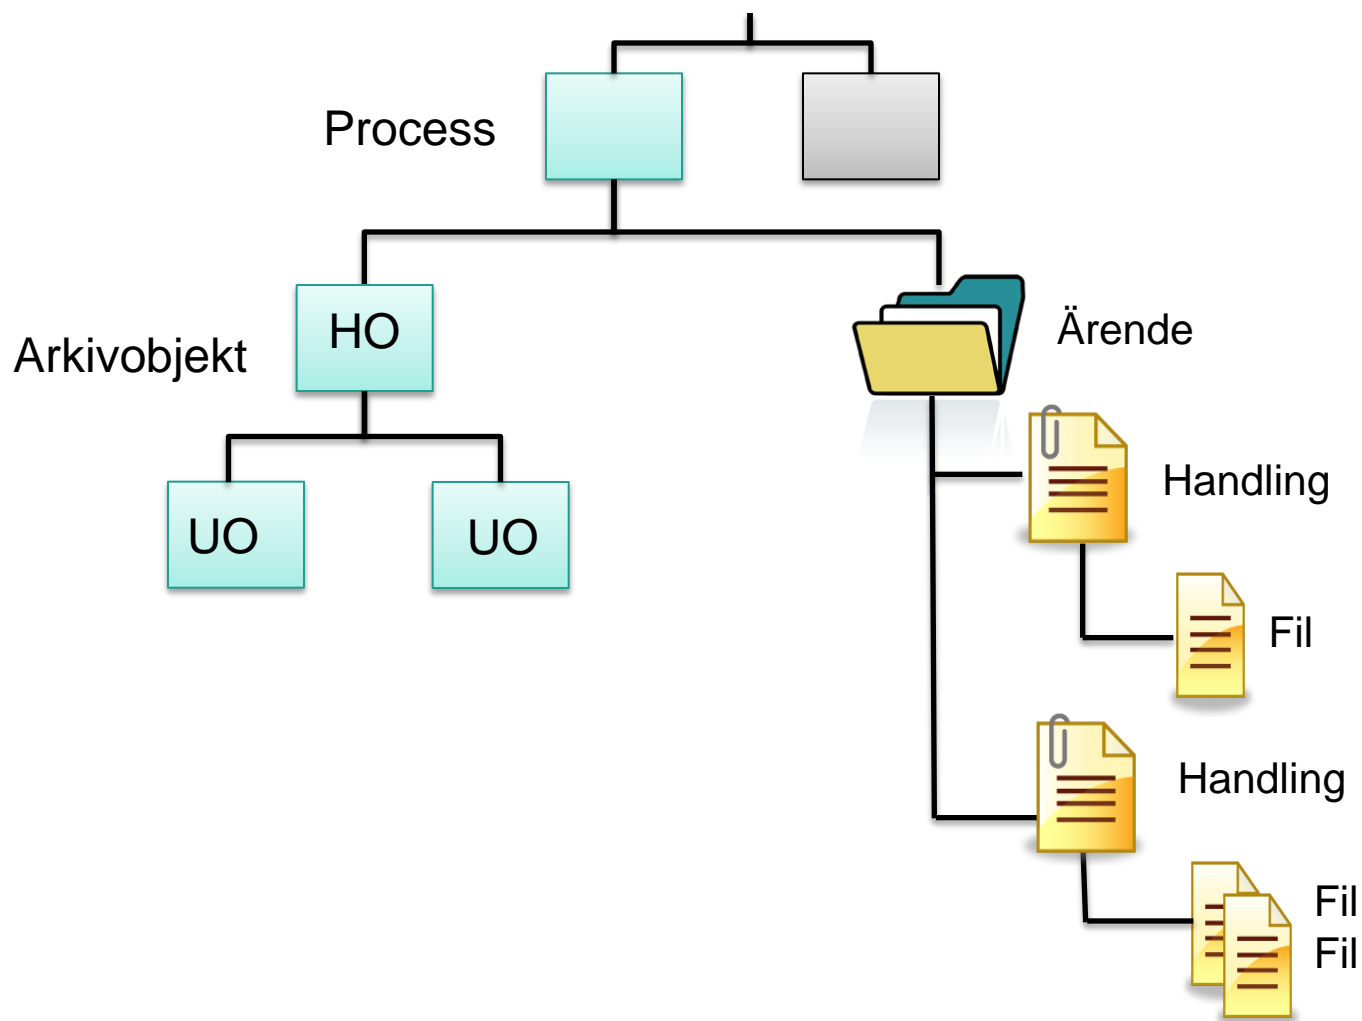 Process
HO
Arkivobjekt
Ärende
UO
UO
Handling
Fil
Handling
Fil
Fil